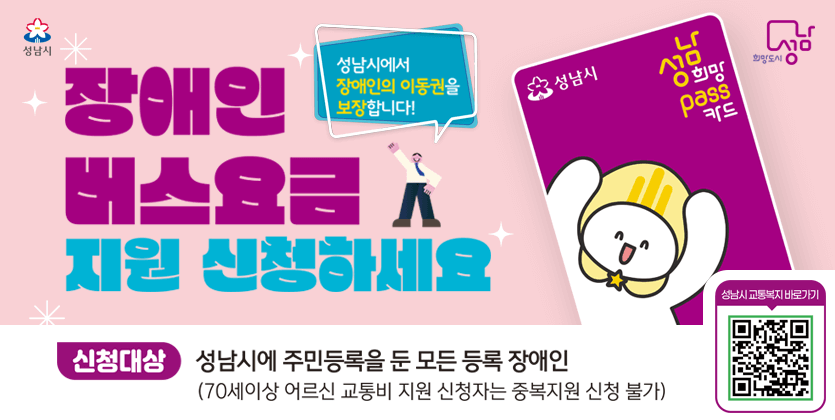 성남시
장애인
버스요금
지원 신청하세요
성남시에서
장애인의 이동권을
보장합니다!
성남시
성남
희망
pass
카드
성남
희망도시
성남시 교통복지 바로가기
신청대상
성남시에 주민등록을 둔 모든 등록 장애인
(70세이상 어르신 교통비 지원 신청자는 중복지원 신청 불가)